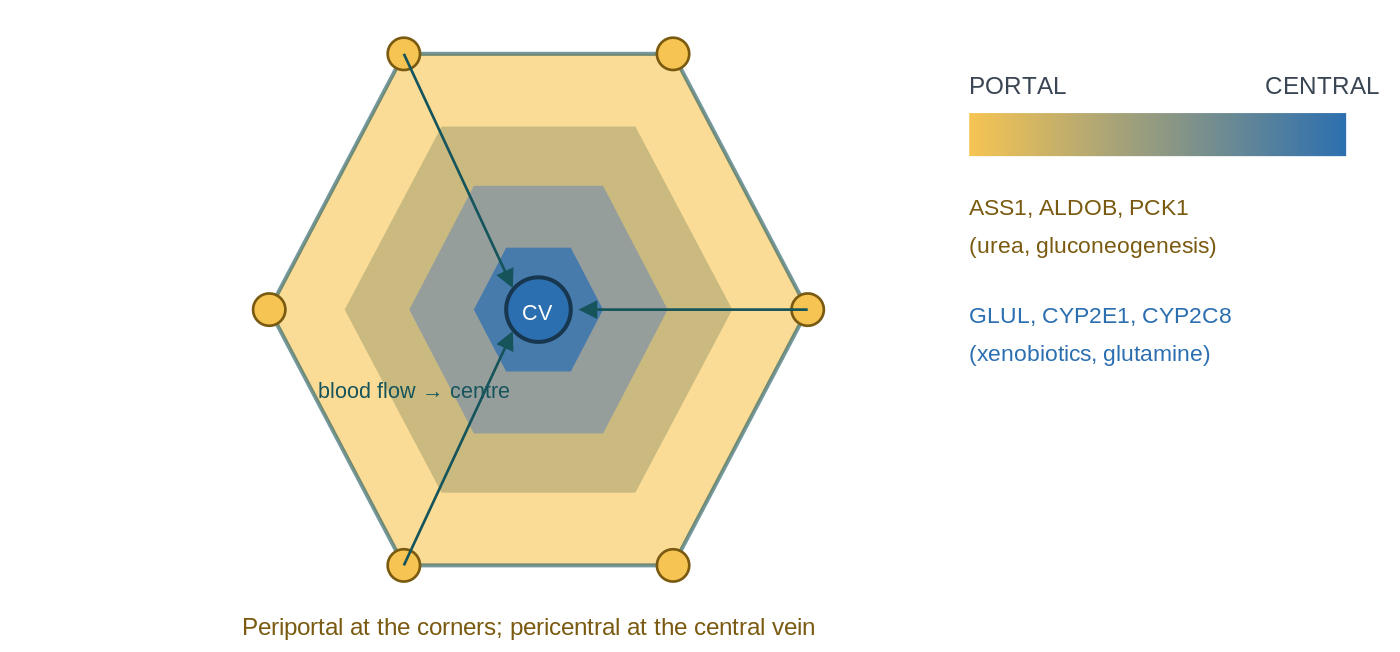 PORTAL CENTRAL
ASS1, ALDOB, PCK1
(urea, gluconeogenesis)
GLUL, CYP2E1, CYP2C8
(xenobiotics, glutamine)
CV
blood flow → centre
Periportal at the corners; pericentral at the central vein